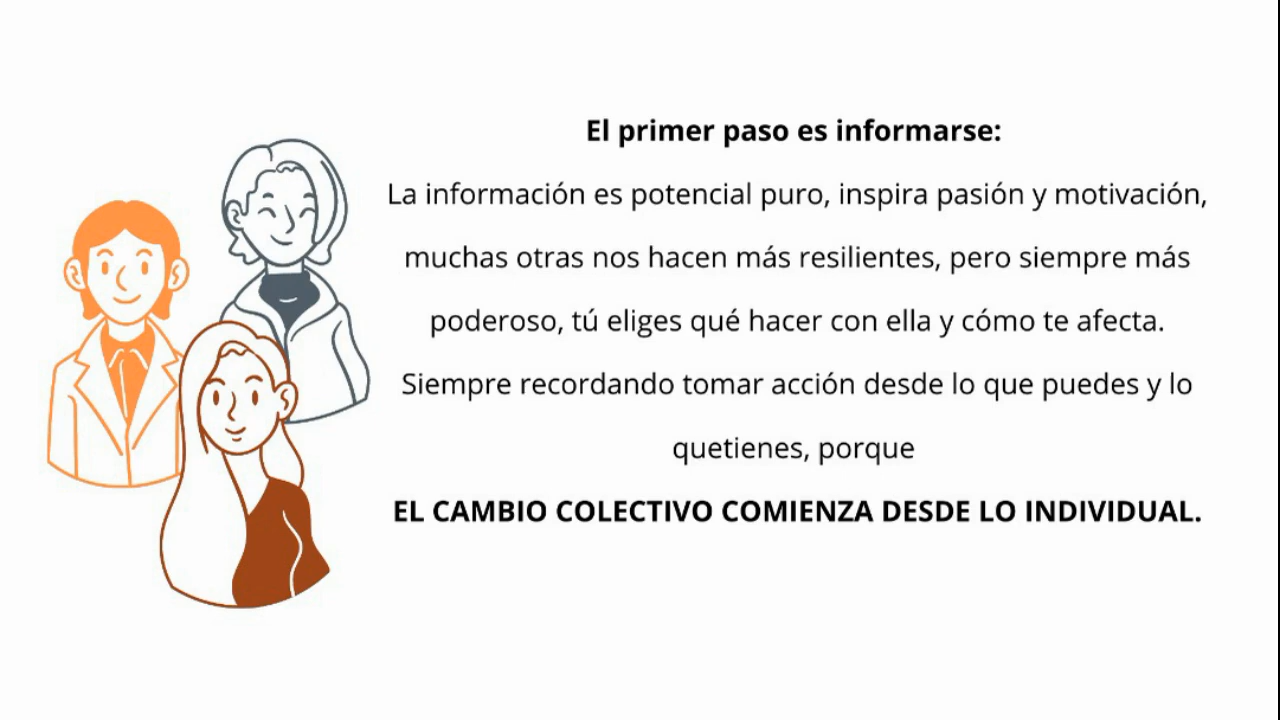 El primer paso es informarse:
La información es potencial puro, inspira pasión y motivación,
muchas otras nos hacen más resilientes, pero siempre más
poderoso, tú eliges qué hacer con ella y cómo te afecta.
Siempre recordando tomar acción desde lo que puedes y lo
quetienes, porque
EL CAMBIO COLECTIVO COMIENZA DESDE LO INDIVIDUAL.